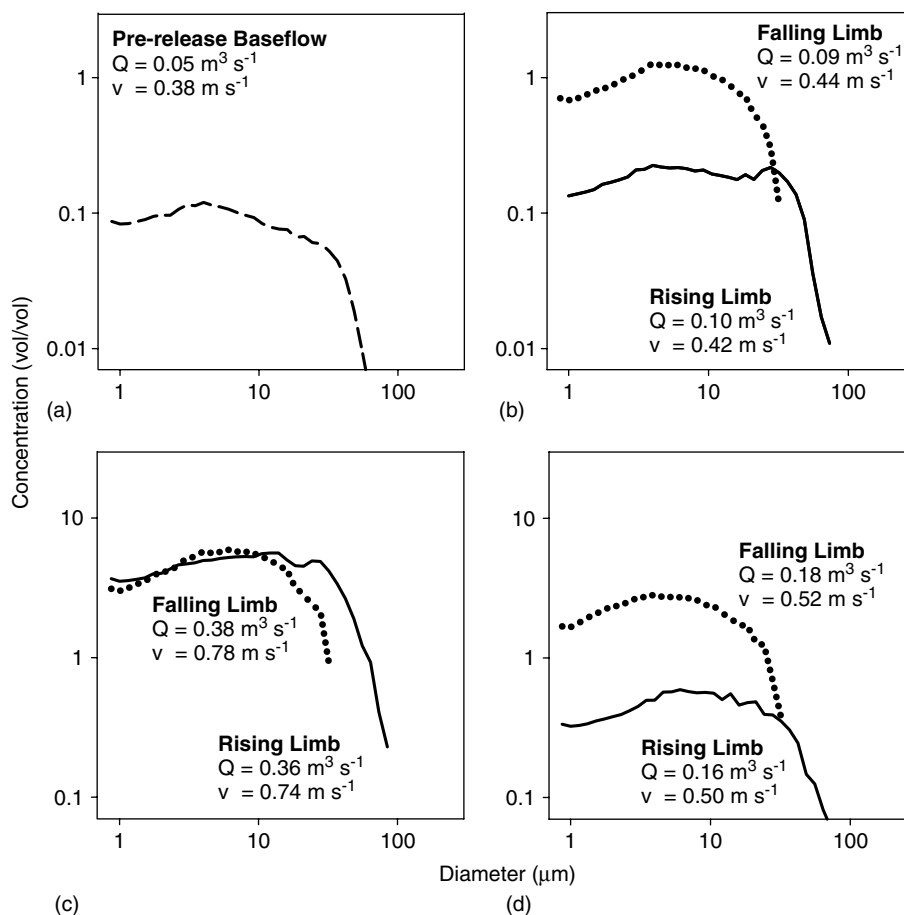 Concentration (vol/vol)
Pre-release Baseflow
Q = 0.05 m³ s⁻¹
v = 0.38 m s⁻¹
1
0.1
0.01
1 10 100
(a)
Falling Limb
Q = 0.09 m³ s⁻¹
v = 0.44 m s⁻¹
1
0.1
Rising Limb
Q = 0.10 m³ s⁻¹
v = 0.42 m s⁻¹
0.01
1 10 100
(b)
10
1
Falling Limb
Q = 0.38 m³ s⁻¹
v = 0.78 m s⁻¹
Rising Limb
Q = 0.36 m³ s⁻¹
v = 0.74 m s⁻¹
0.1
1 10 100
(c)
10
Falling Limb
Q = 0.18 m³ s⁻¹
v = 0.52 m s⁻¹
1
Rising Limb
Q = 0.16 m³ s⁻¹
v = 0.50 m s⁻¹
0.1
1 10 100
Diameter (μm)
(d)